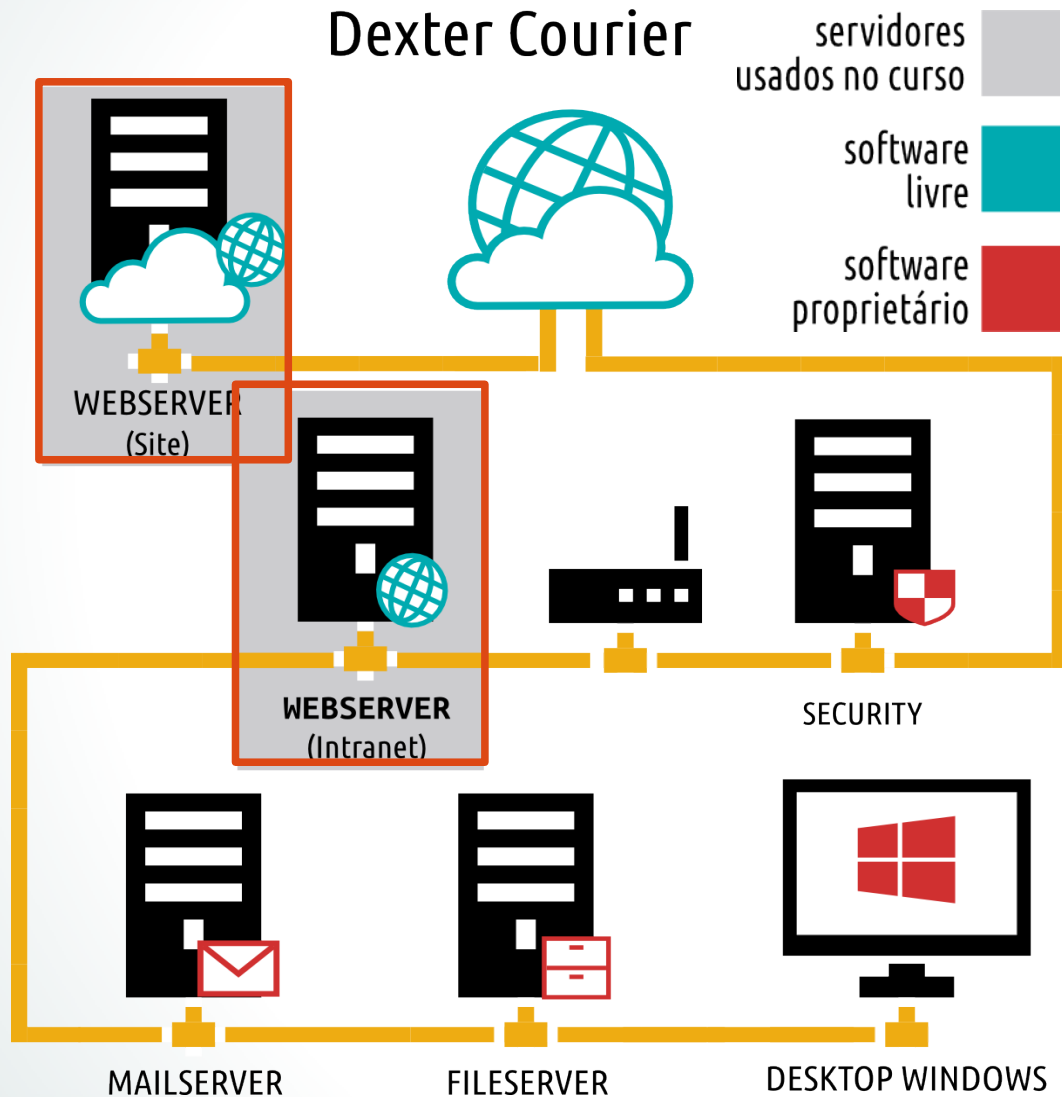 Dexter Courier
servidores
usados no curso
software
livre
software
proprietário
WEBSERVER
(Site)
WEBSERVER
(Intranet)
SECURITY
MAILSERVER
FILESERVER
DESKTOP WINDOWS